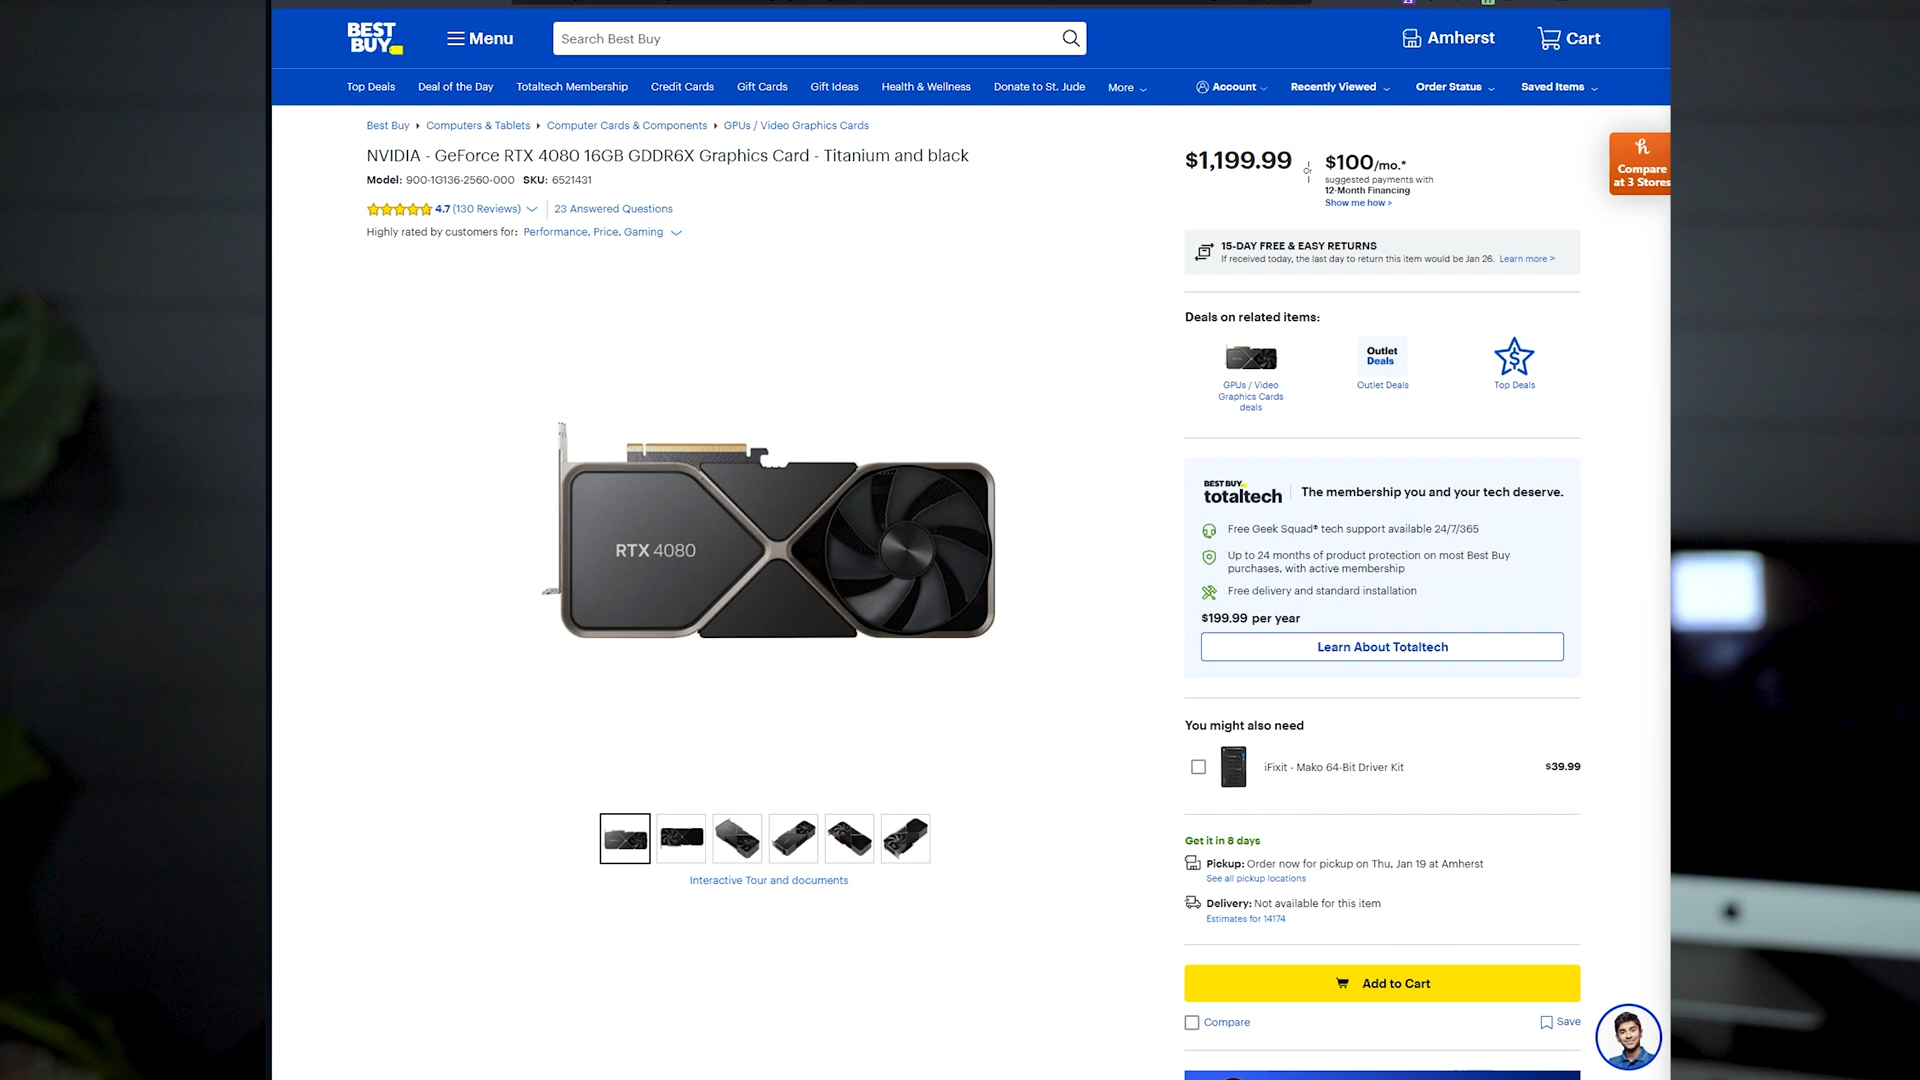 BEST
BUY
Menu
Search Best Buy
Amherst
Cart
Top Deals
Deal of the Day
Totaltech Membership
Credit Cards
Gift Cards
Gift Ideas
Health & Wellness
Donate to St. Jude
More
Account
Recently Viewed
Order Status
Saved Items
Best Buy
Computers & Tablets
Computer Cards & Components
GPUs / Video Graphics Cards
NVIDIA - GeForce RTX 4080 16GB GDDR6X Graphics Card - Titanium and black
Model: 900-1G136-2560-000 SKU: 6521431
4.7 (130 Reviews)
23 Answered Questions
Highly rated by customers for: Performance, Price, Gaming
RTX 4080
Interactive Tour and documents
$1,199.99
Or
$100/mo.*
suggested payments with
12-Month Financing
Show me how >
h
Compare
at 3 Stores
15-DAY FREE & EASY RETURNS
If received today, the last day to return this item would be Jan 26. Learn more >
Deals on related items:
GPUs / Video
Graphics Cards
deals
Outlet
Deals
Outlet Deals
Top Deals
BEST BUY
totaltech
The membership you and your tech deserve.
Free Geek Squad® tech support available 24/7/365
Up to 24 months of product protection on most Best Buy
purchases, with active membership
Free delivery and standard installation
$199.99 per year
Learn About Totaltech
You might also need
iFixit - Mako 64-Bit Driver Kit
$39.99
Get it in 8 days
Pickup: Order now for pickup on Thu, Jan 19 at Amherst
See all pickup locations
Delivery: Not available for this item
Estimates for 14174
Add to Cart
Compare
Save